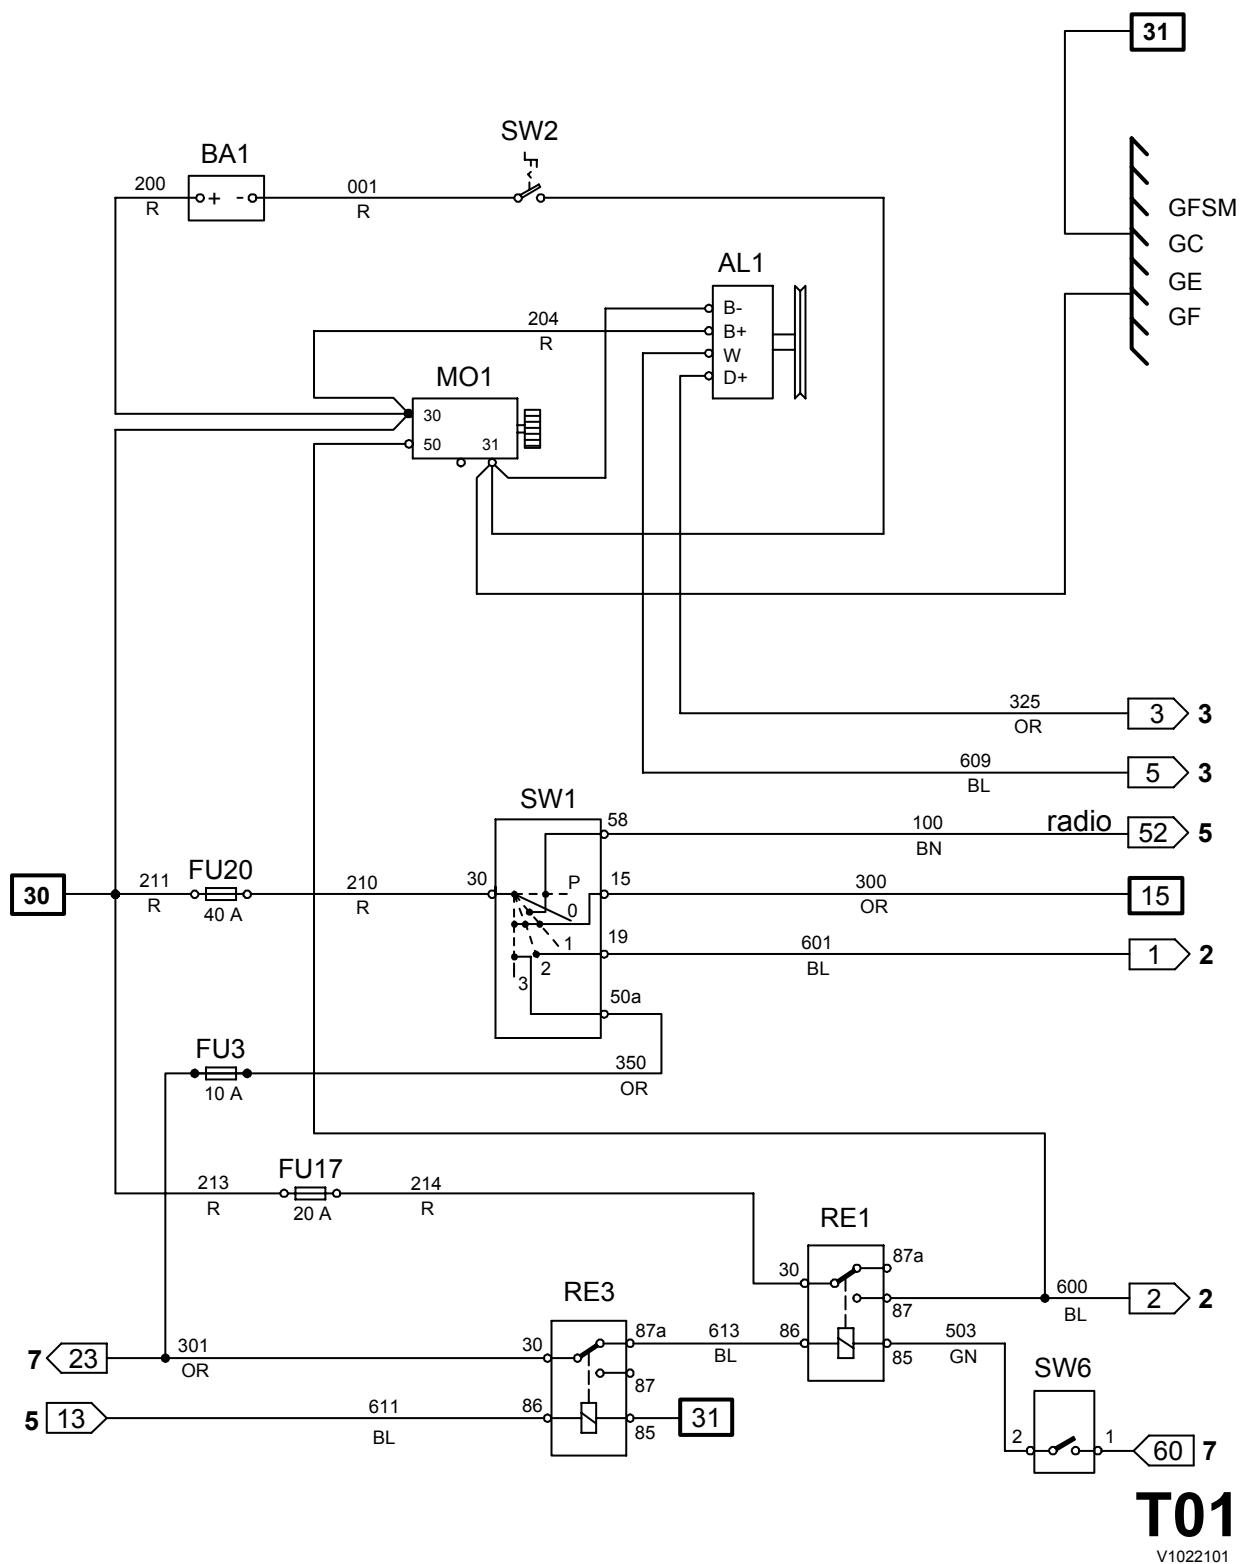 31
SW2
BA1
200
R
+
-
001
R
GFSM
GC
GE
GF
AL1
B-
B+
W
D+
204
R
MO1
30
50
31
325
OR
3
3
609
BL
5
3
SW1
58
100
BN
radio
52
5
30
211
R
FU20
40 A
210
R
30
P
0
1
2
3
15
300
OR
15
19
601
BL
1
2
50a
FU3
10 A
350
OR
213
R
FU17
20 A
214
R
RE1
87a
30
87
600
BL
2
2
RE3
87a
613
BL
86
85
503
GN
7
23
301
OR
30
87
SW6
5
13
611
BL
86
85
31
2
1
60
7
T01
V1022101